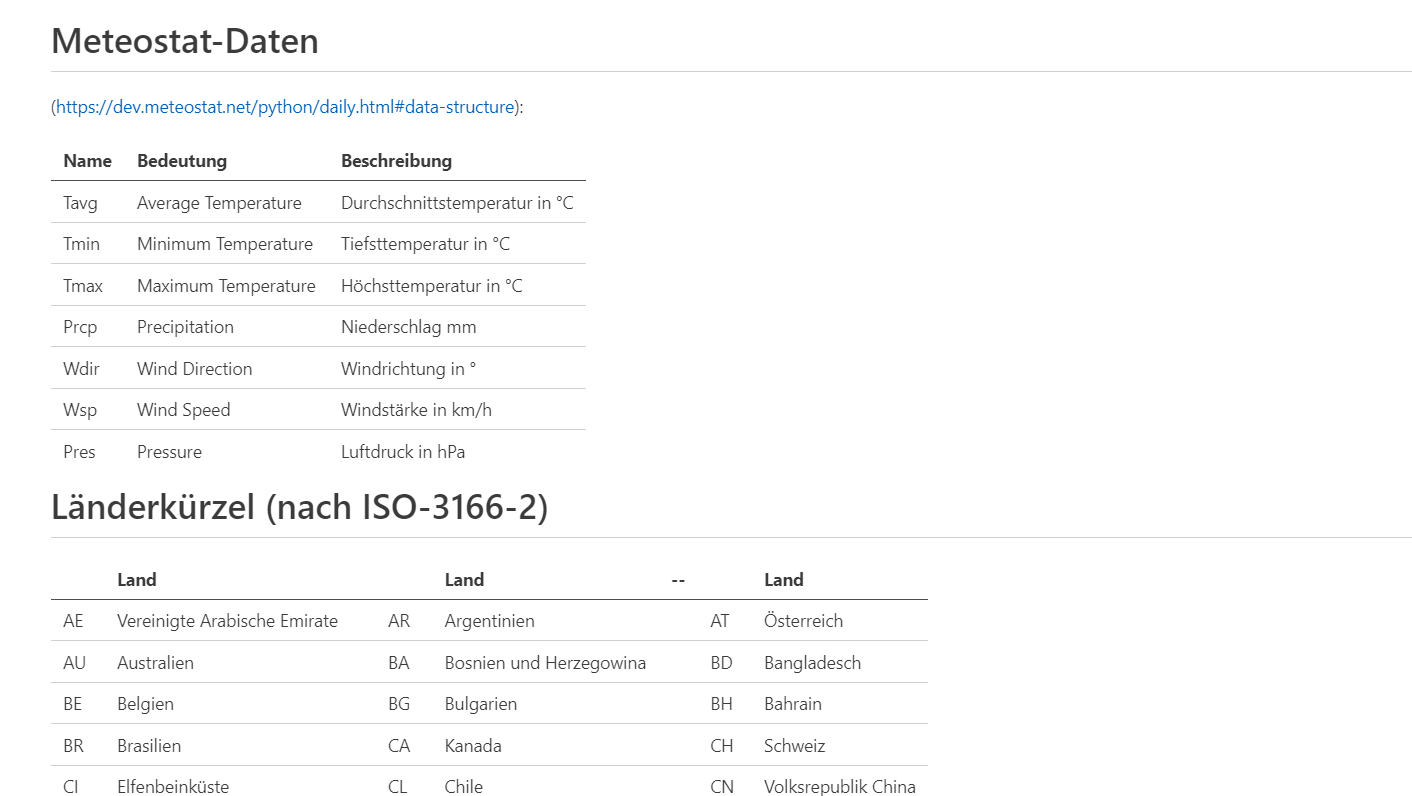 Meteostat-Daten
(https://dev.meteostat.net/python/daily.html#data-structure):
Name Bedeutung Beschreibung
Tavg Average Temperature Durchschnittstemperatur in °C
Tmin Minimum Temperature Tiefsttemperatur in °C
Tmax Maximum Temperature Höchsttemperatur in °C
Prcp Precipitation Niederschlag mm
Wdir Wind Direction Windrichtung in °
Wsp Wind Speed Windstärke in km/h
Pres Pressure Luftdruck in hPa
Länderkürzel (nach ISO-3166-2)
Land Land -- Land
AE Vereinigte Arabische Emirate AR Argentinien AT Österreich
AU Australien BA Bosnien und Herzegowina BD Bangladesch
BE Belgien BG Bulgarien BH Bahrain
BR Brasilien CA Kanada CH Schweiz
CI Elfenbeinküste CL Chile CN Volksrepublik China